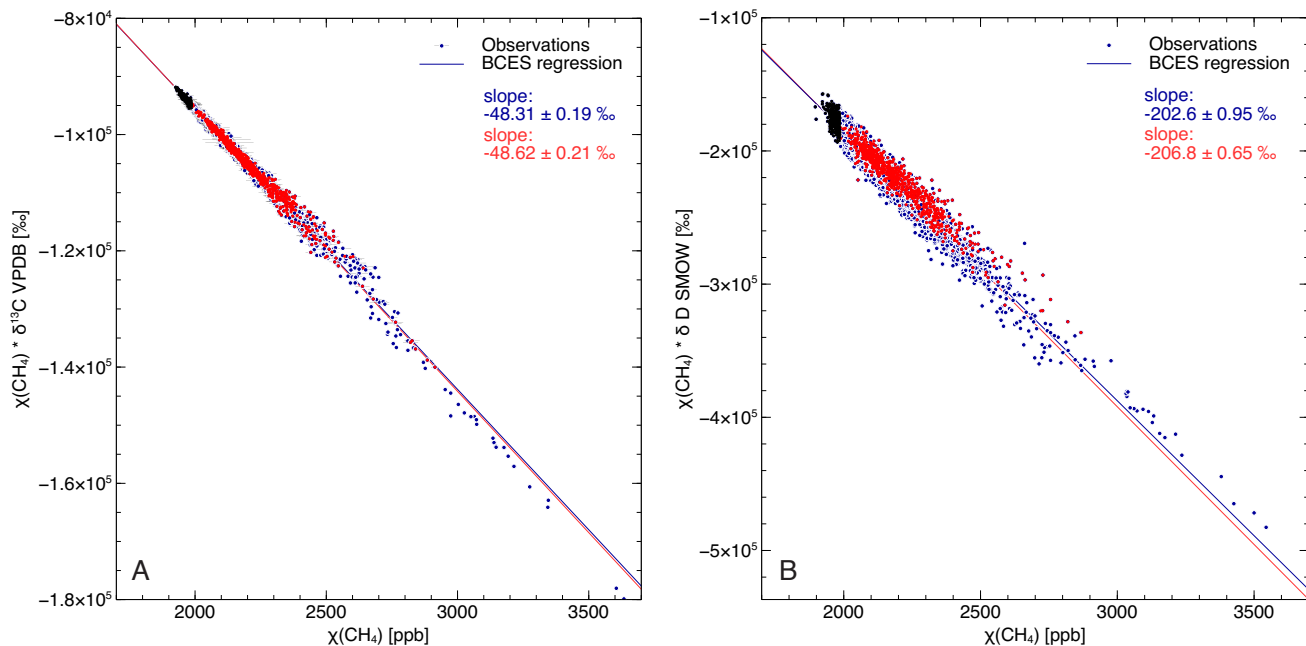 −8×10⁴
−1×10⁵
−1.2×10⁵
−1.4×10⁵
−1.6×10⁵
−1.8×10⁵
χ(CH₄) * δ¹³C VPDB [‰]
Observations
BCES regression
slope:
-48.31 ± 0.19 ‰
slope:
-48.62 ± 0.21 ‰
A
2000 2500 3000 3500
χ(CH₄) [ppb]
−1×10⁵
−2×10⁵
−3×10⁵
−4×10⁵
−5×10⁵
χ(CH₄) * δ D SMOW [‰]
Observations
BCES regression
slope:
-202.6 ± 0.95 ‰
slope:
-206.8 ± 0.65 ‰
B
2000 2500 3000 3500
χ(CH₄) [ppb]